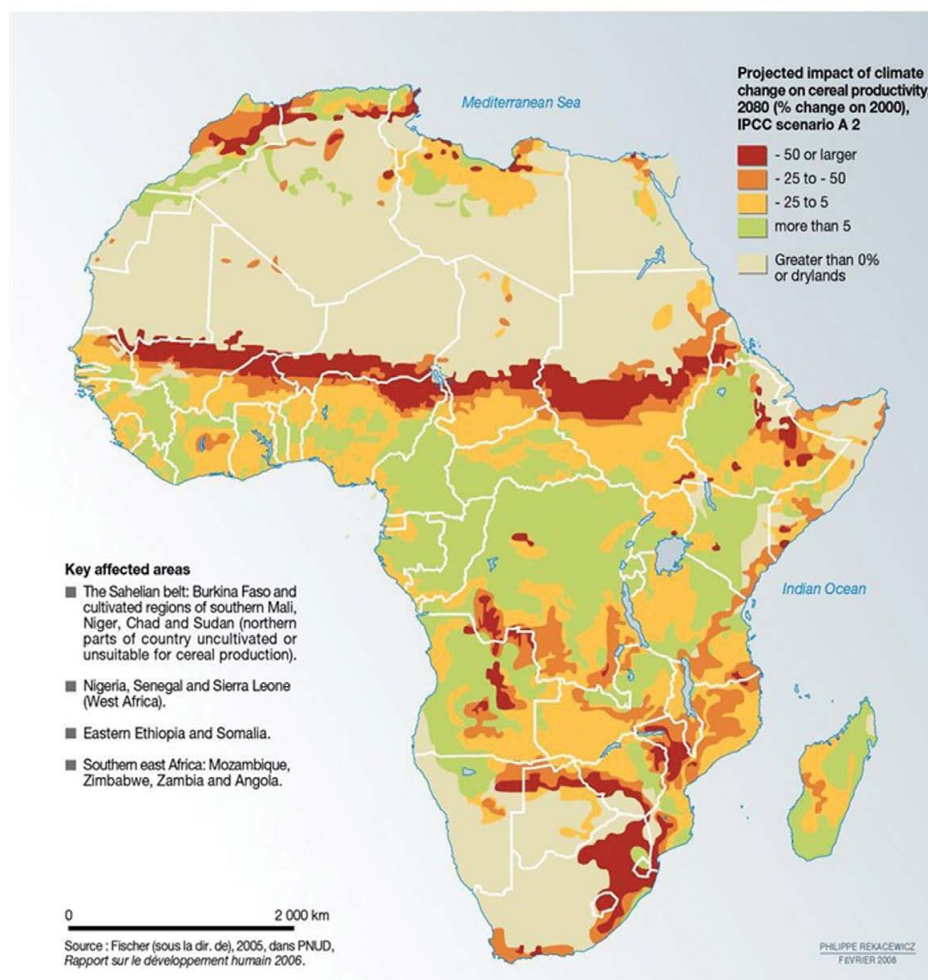 Mediterranean Sea
Projected impact of climate
change on cereal productivity,
2080 (% change on 2000),
IPCC scenario A 2
- 50 or larger
- 25 to - 50
- 25 to 5
more than 5
Greater than 0%
or drylands
Indian Ocean
Key affected areas
The Sahelian belt: Burkina Faso and
cultivated regions of southern Mali,
Niger, Chad and Sudan (northern
parts of country uncultivated or
unsuitable for cereal production).
Nigeria, Senegal and Sierra Leone
(West Africa).
Eastern Ethiopia and Somalia.
Southern east Africa: Mozambique,
Zimbabwe, Zambia and Angola.
0 2 000 km
Source : Fischer (sous la dir. de), 2005, dans PNUD,
Rapport sur le développement humain 2006.
PHILIPPE REKACEWICZ
FÉVRIER 2008